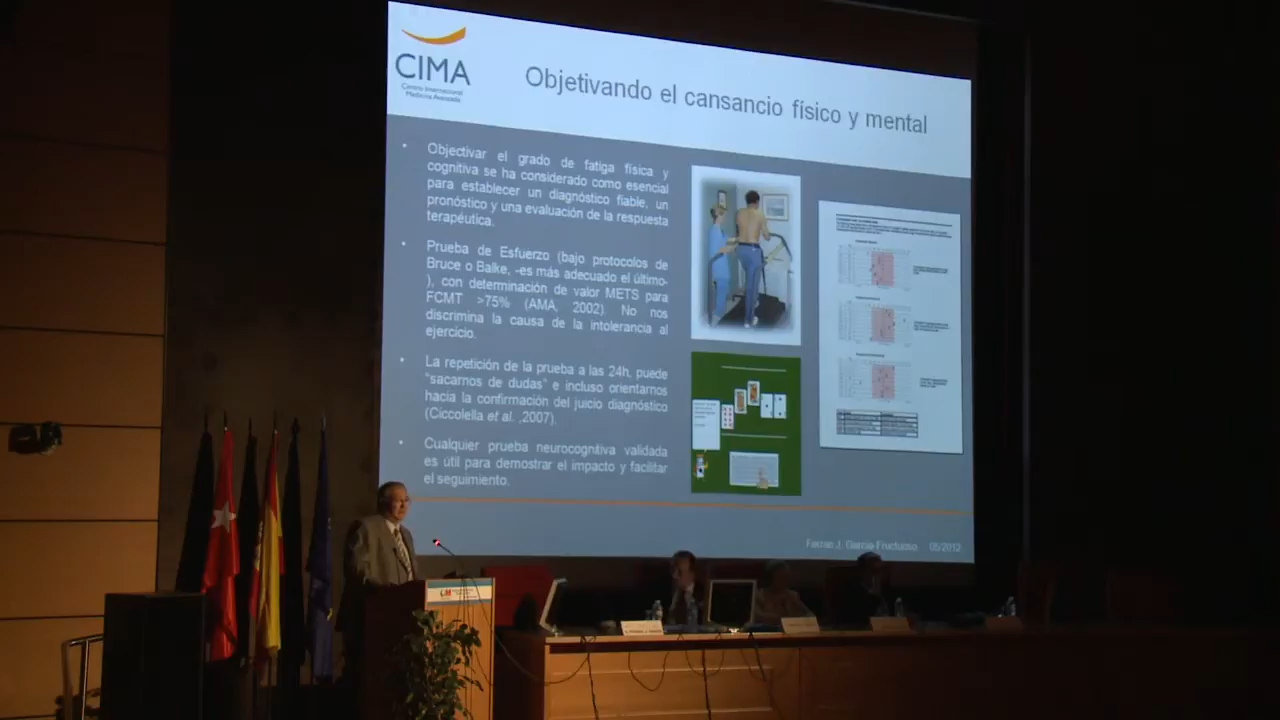 CIMA
Centro Internacional
Medicina Avanzada
Objetivando el cansancio físico y mental
• Objectivar el grado de fatiga física y
cognitiva se ha considerado como esencial
para establecer un diagnóstico fiable, un
pronóstico y una evaluación de la respuesta
terapéutica.
• Prueba de Esfuerzo (bajo protocolos de
Bruce o Balke, -es más adecuado el último-
), con determinación de valor METS para
FCMT >75% (AMA, 2002). No nos
discrimina la causa de la intolerancia al
ejercicio.
• La repetición de la prueba a las 24h, puede
“sacarnos de dudas” e incluso orientarnos
hacia la confirmación del juicio diagnóstico
(Ciccolella et al. ,2007).
• Cualquier prueba neurocognitiva validada
es útil para demostrar el impacto y facilitar
el seguimiento.
Ferran J. García-Fructuoso 05/2012